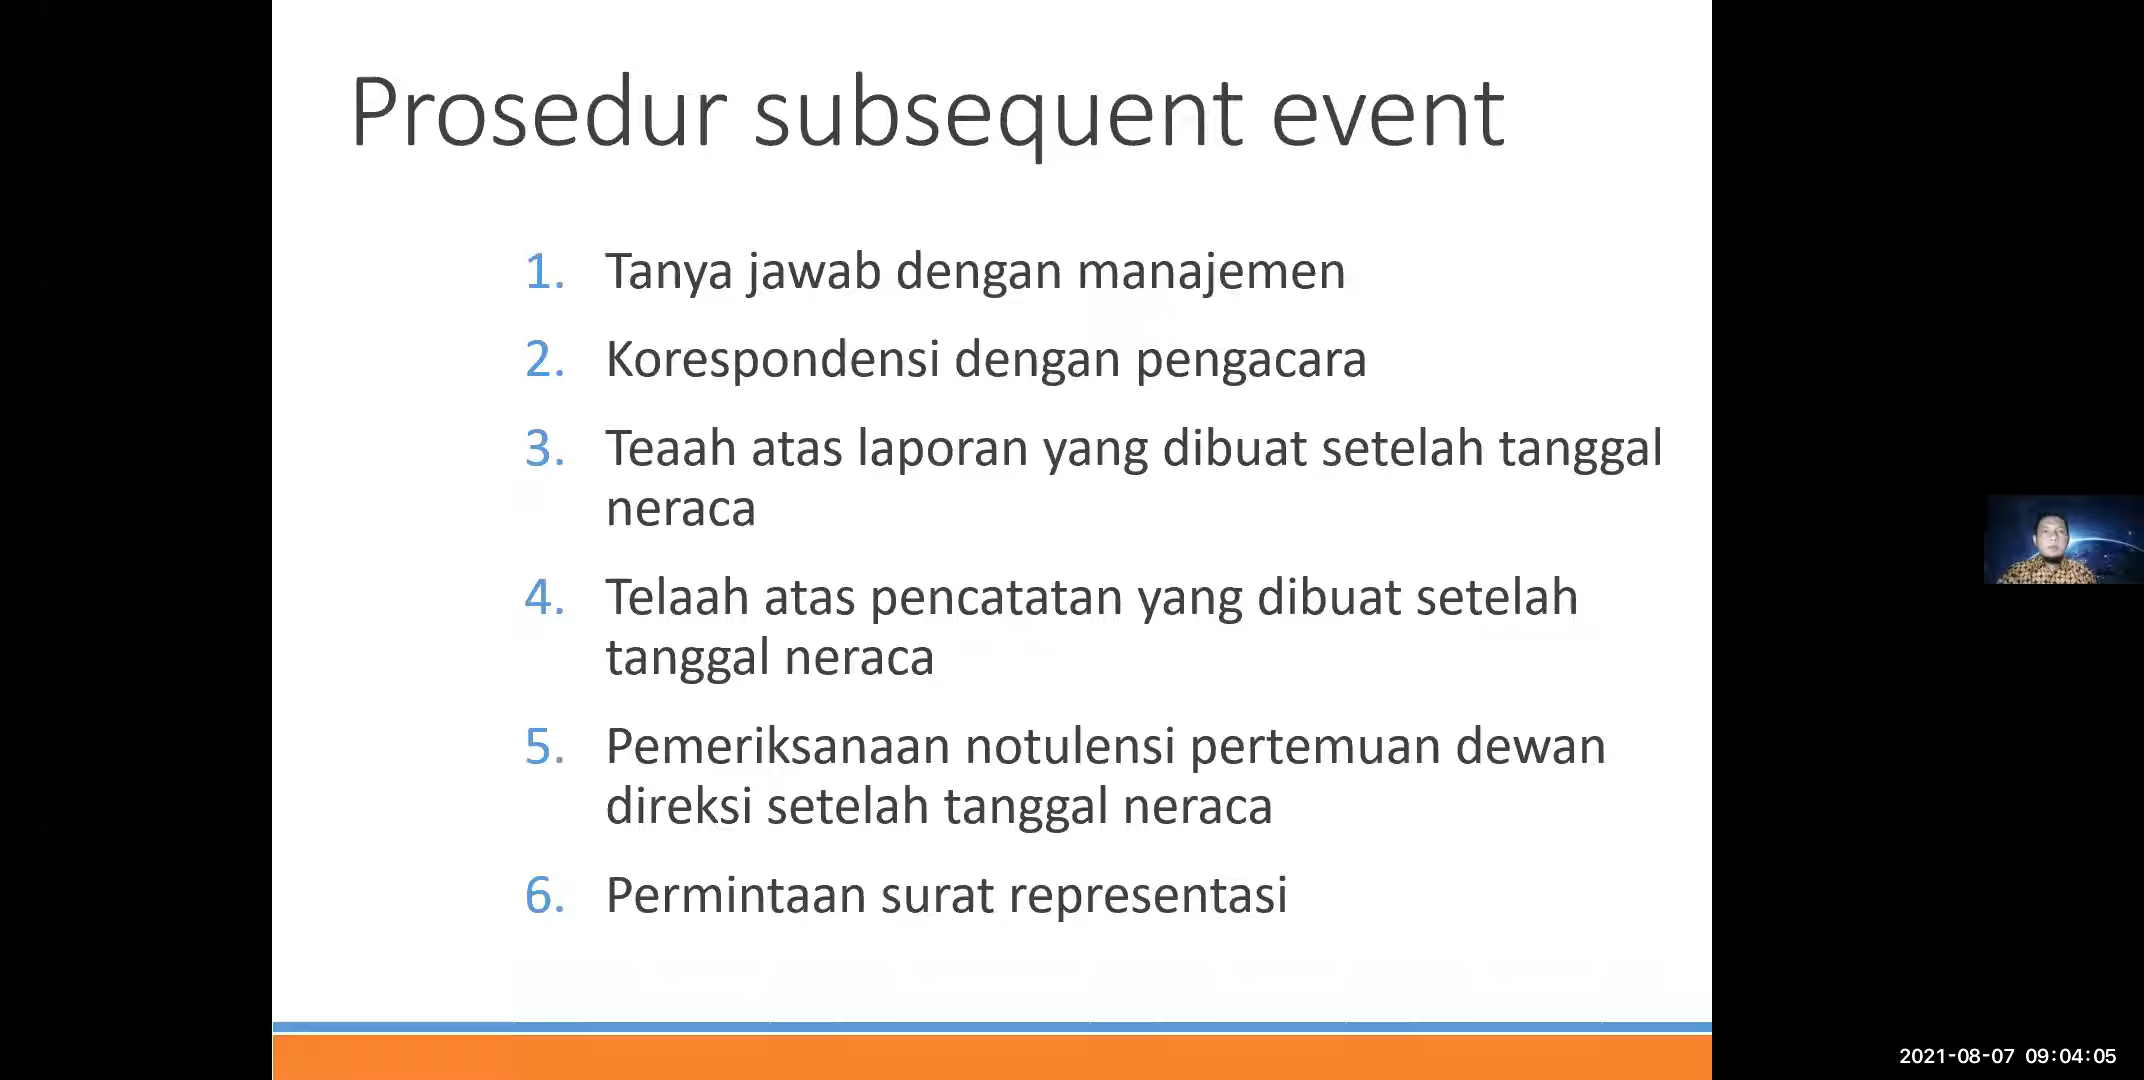 Prosedur subsequent event
1. Tanya jawab dengan manajemen
2. Korespondensi dengan pengacara
3. Teaah atas laporan yang dibuat setelah tanggal
neraca
4. Telaah atas pencatatan yang dibuat setelah
tanggal neraca
5. Pemeriksanaan notulensi pertemuan dewan
direksi setelah tanggal neraca
6. Permintaan surat representasi
2021-08-07 09:04:05